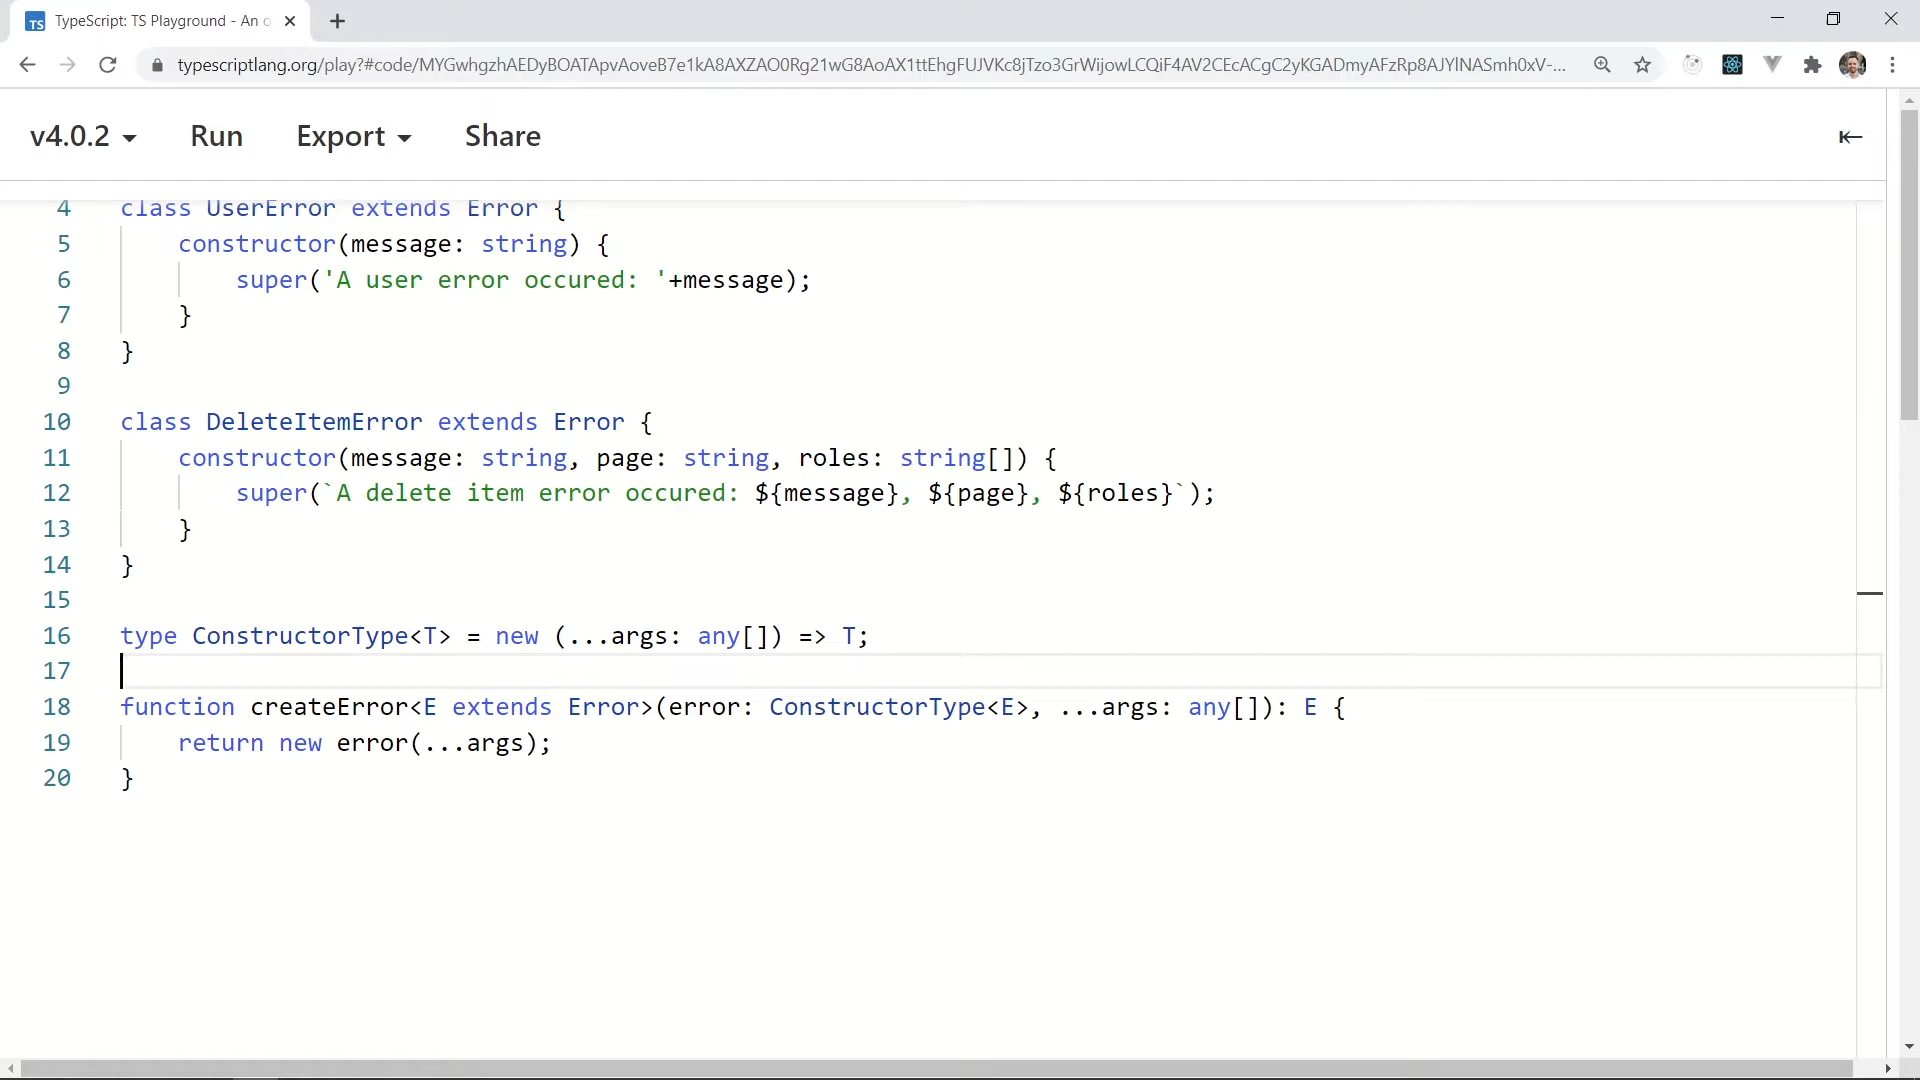 TypeScript: TS Playground - An o
typescriptlang.org/play?#code/MYGwhgzhAEDyBOATApvAoveB7e1kA8AXZAO0Rg21wG8AoAX1ttEhgFUJVKc8jTzo3GrWijowLCQiF4AV2CEcACgC2yKGADmyAFzRp8AJYlNASmh0xV-...
v4.0.2 Run Export Share
4 class UserError extends Error {
5 constructor(message: string) {
6 super('A user error occured: '+message);
7 }
8 }
9
10 class DeleteItemError extends Error {
11 constructor(message: string, page: string, roles: string[]) {
12 super(`A delete item error occured: ${message}, ${page}, ${roles}`);
13 }
14 }
15
16 type ConstructorType<T> = new (...args: any[]) => T;
17
18 function createError<E extends Error>(error: ConstructorType<E>, ...args: any[]): E {
19 return new error(...args);
20 }